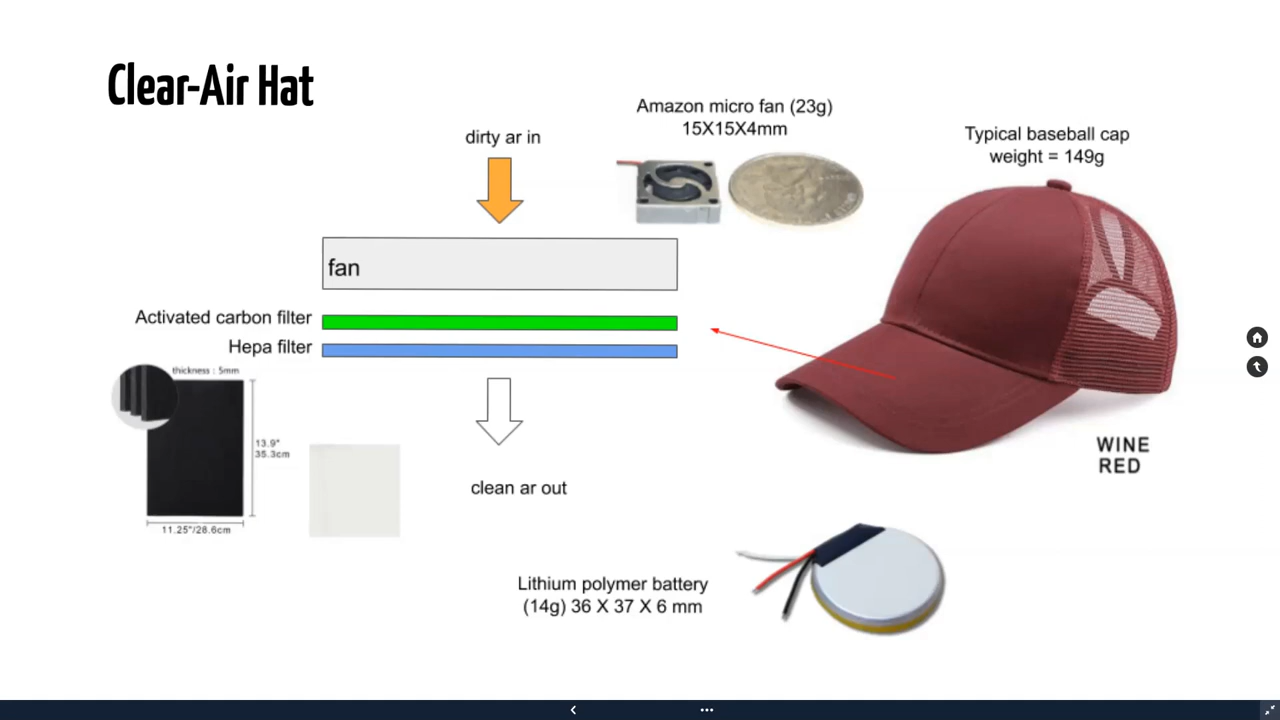 Clear-Air Hat
Amazon micro fan (23g)
15X15X4mm
dirty ar in
Typical baseball cap
weight = 149g
fan
Activated carbon filter
Hepa filter
thickness : 5mm
13.9"
35.3cm
11.25"/28.6cm
clean ar out
WINE
RED
Lithium polymer battery
(14g) 36 X 37 X 6 mm